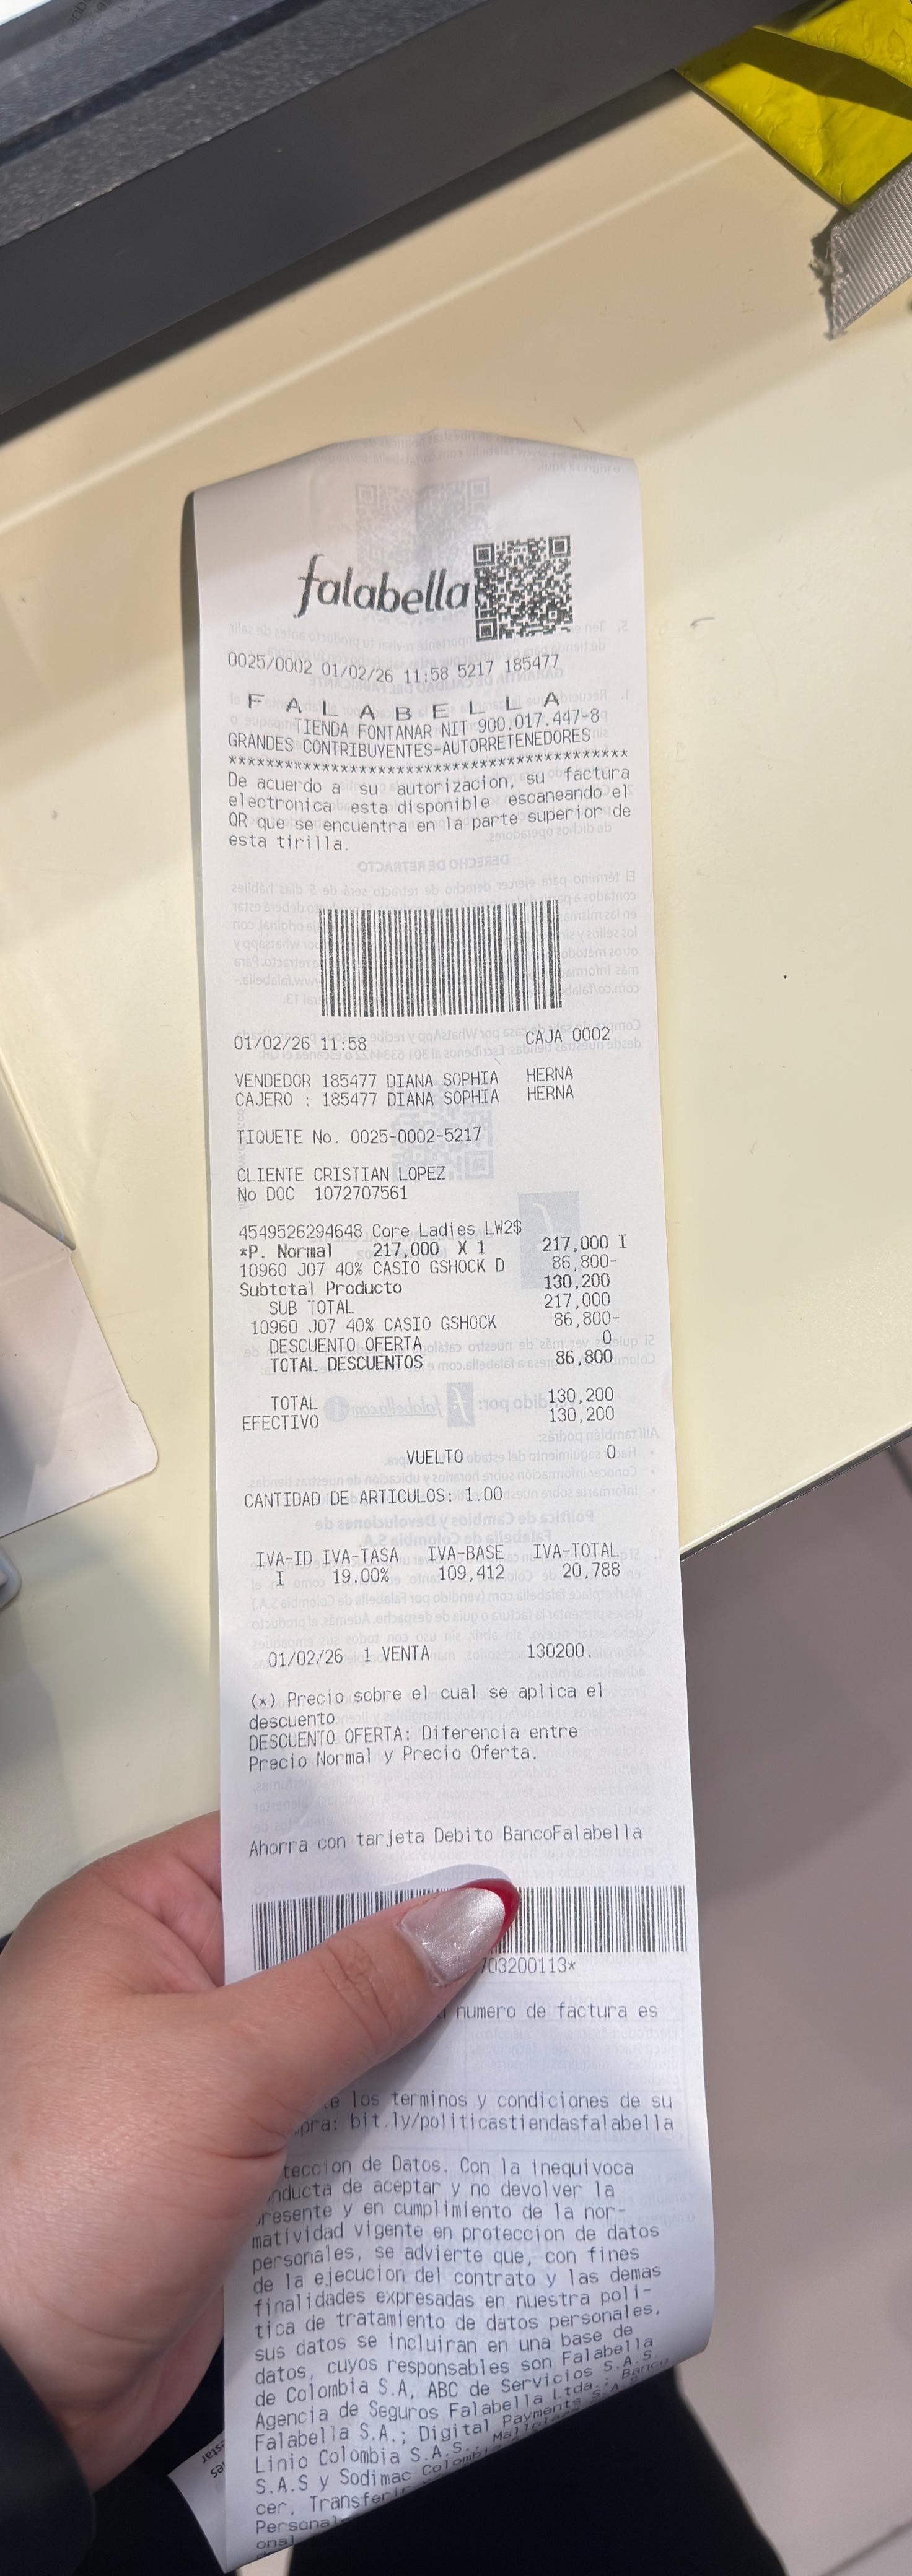 falabella
0025/0002 01/02/26 11:58 5217 185477
F A L A B E L L A
TIENDA FONTANAR NIT 900.017.447-8
GRANDES CONTRIBUYENTES-AUTORRETENEDORES
******************************************
De acuerdo a su autorizacion, su factura
electronica esta disponible escaneando el
QR que se encuentra en la parte superior de
esta tirilla.
01/02/26 11:58 CAJA 0002
VENDEDOR 185477 DIANA SOPHIA HERNA
CAJERO : 185477 DIANA SOPHIA HERNA
TIQUETE No. 0025-0002-5217
CLIENTE CRISTIAN LOPEZ
No DOC 1072707561
4549526294648 Core Ladies LW2$
*P. Normal 217,000 X 1 217,000 I
10960 J07 40% CASIO GSHOCK D 86,800-
Subtotal Producto 130,200
SUB TOTAL 217,000
10960 J07 40% CASIO GSHOCK 86,800-
DESCUENTO OFERTA 0
TOTAL DESCUENTOS 86,800
TOTAL 130,200
EFECTIVO 130,200
VUELTO 0
CANTIDAD DE ARTICULOS: 1.00
IVA-ID IVA-TASA IVA-BASE IVA-TOTAL
I 19.00% 109,412 20,788
01/02/26 1 VENTA 130200.
(*) Precio sobre el cual se aplica el
descuento
DESCUENTO OFERTA: Diferencia entre
Precio Normal y Precio Oferta.
Ahorra con tarjeta Debito BancoFalabella
703200113*
numero de factura es
los terminos y condiciones de su
bit.ly/politicastiendasfalabella
de Datos. Con la inequivoca
de aceptar y no devolver la
y en cumplimiento de la nor-
matividad vigente en proteccion de datos
personales, se advierte que, con fines
de la ejecucion del contrato y las demas
finalidades expresadas en nuestra poli-
tica de tratamiento de datos personales,
sus datos se incluiran en una base de
datos, cuyos responsables son Falabella
de Colombia S.A, ABC de Servicios S.A.S.
Agencia de Seguros Falabella Ltda.; Banco
Falabella S.A.; Digital Payments S.A.
Linio Colombia S.A.S.
S.A.S y Sodimac
cer, Transferir